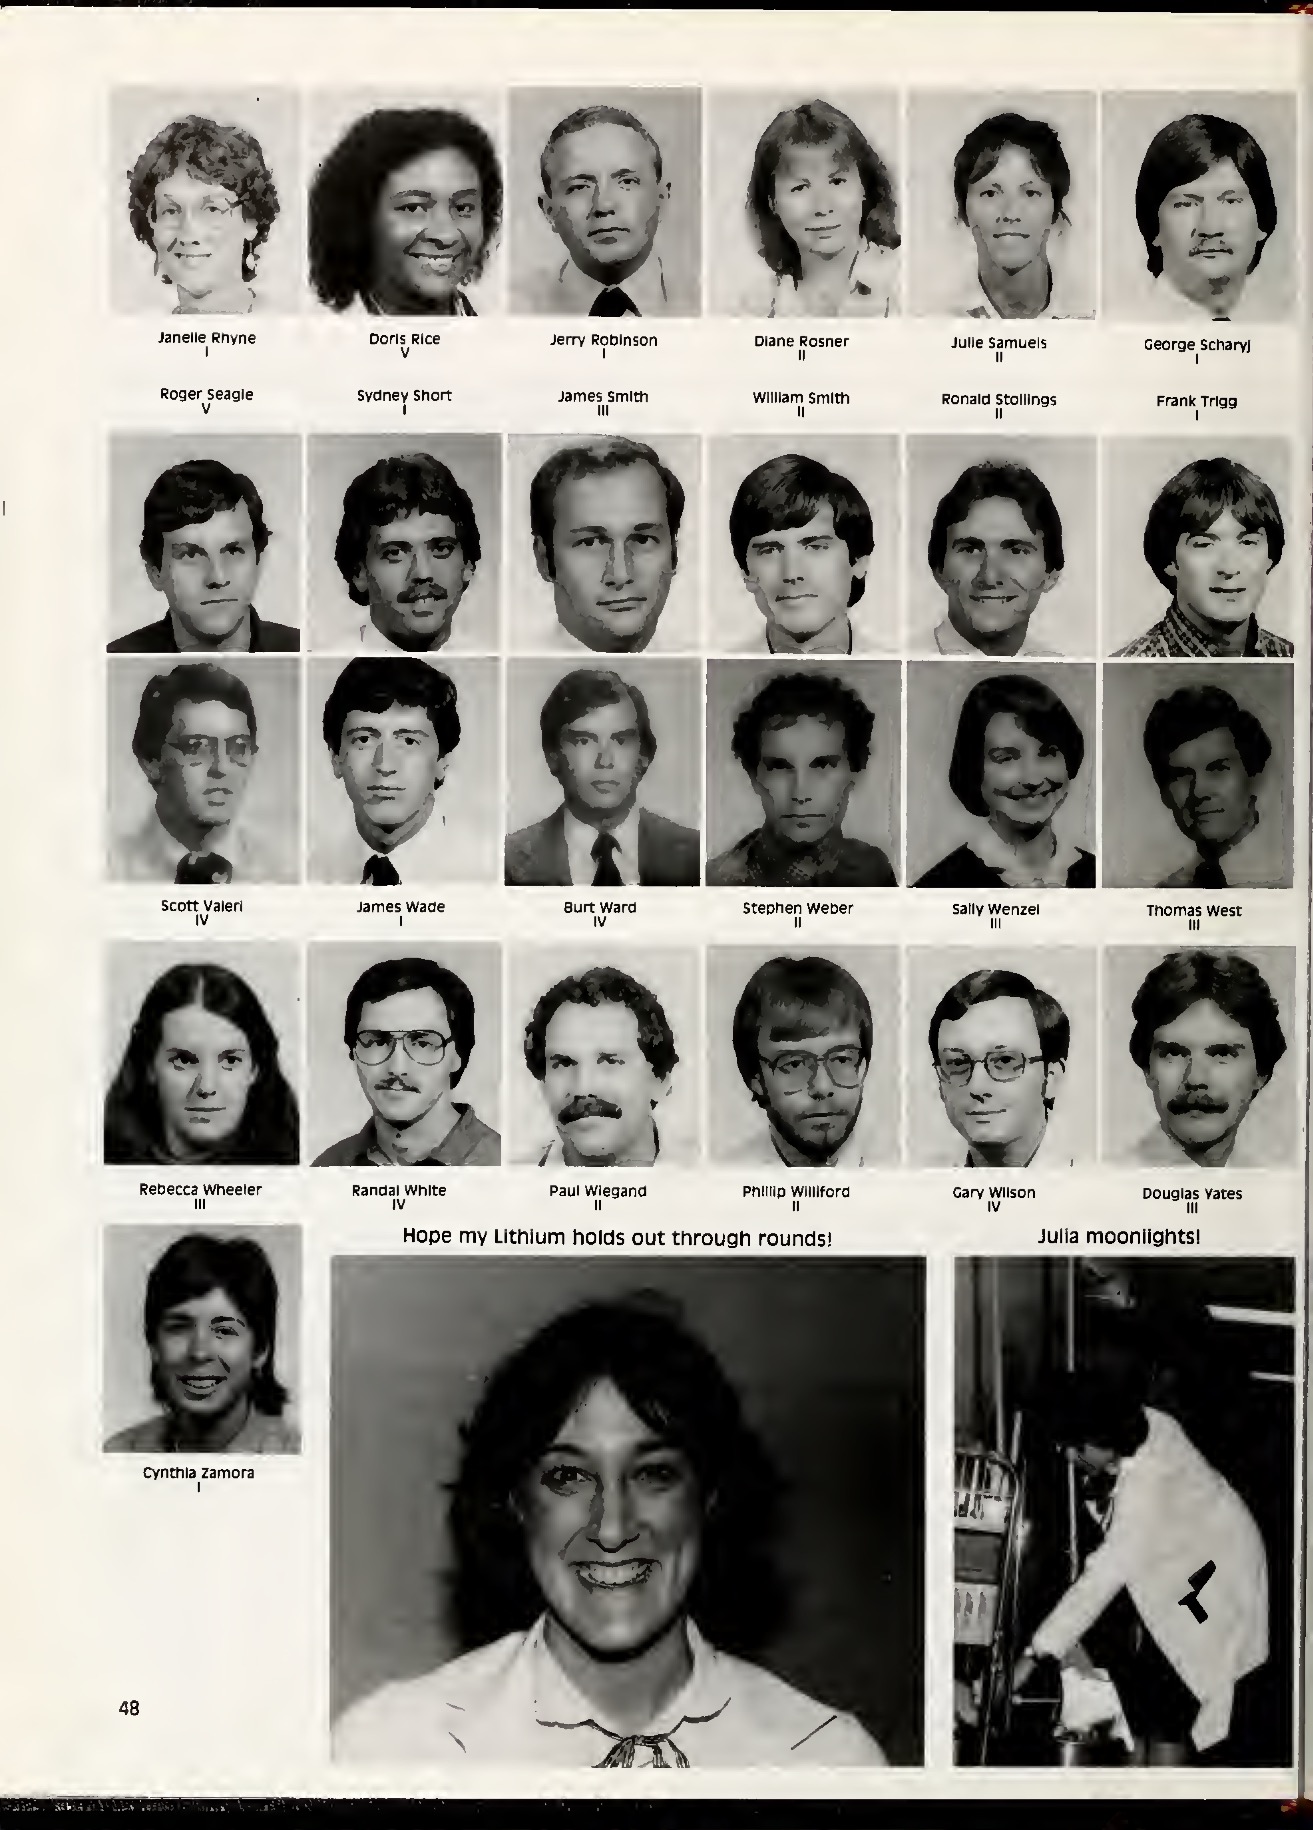 Janelle Rhyne Doris Rice Jerry Robinson Diane Rosner Julie Samuels George Scharyj
I V I II II I
Roger Seagle Sydney Short James Smith William Smith Ronald Stollings Frank Trigg
V I III II II I
Scott Valeri James Wade Burt Ward Stephen Weber Sally Wenzel Thomas West
IV I IV II III III
Rebecca Wheeler Randal White Paul Wiegand Phillip Williford Gary Wilson Douglas Yates
III IV II II IV III
Hope my Lithium holds out through rounds! Julia moonlights!
Cynthia Zamora
I
48